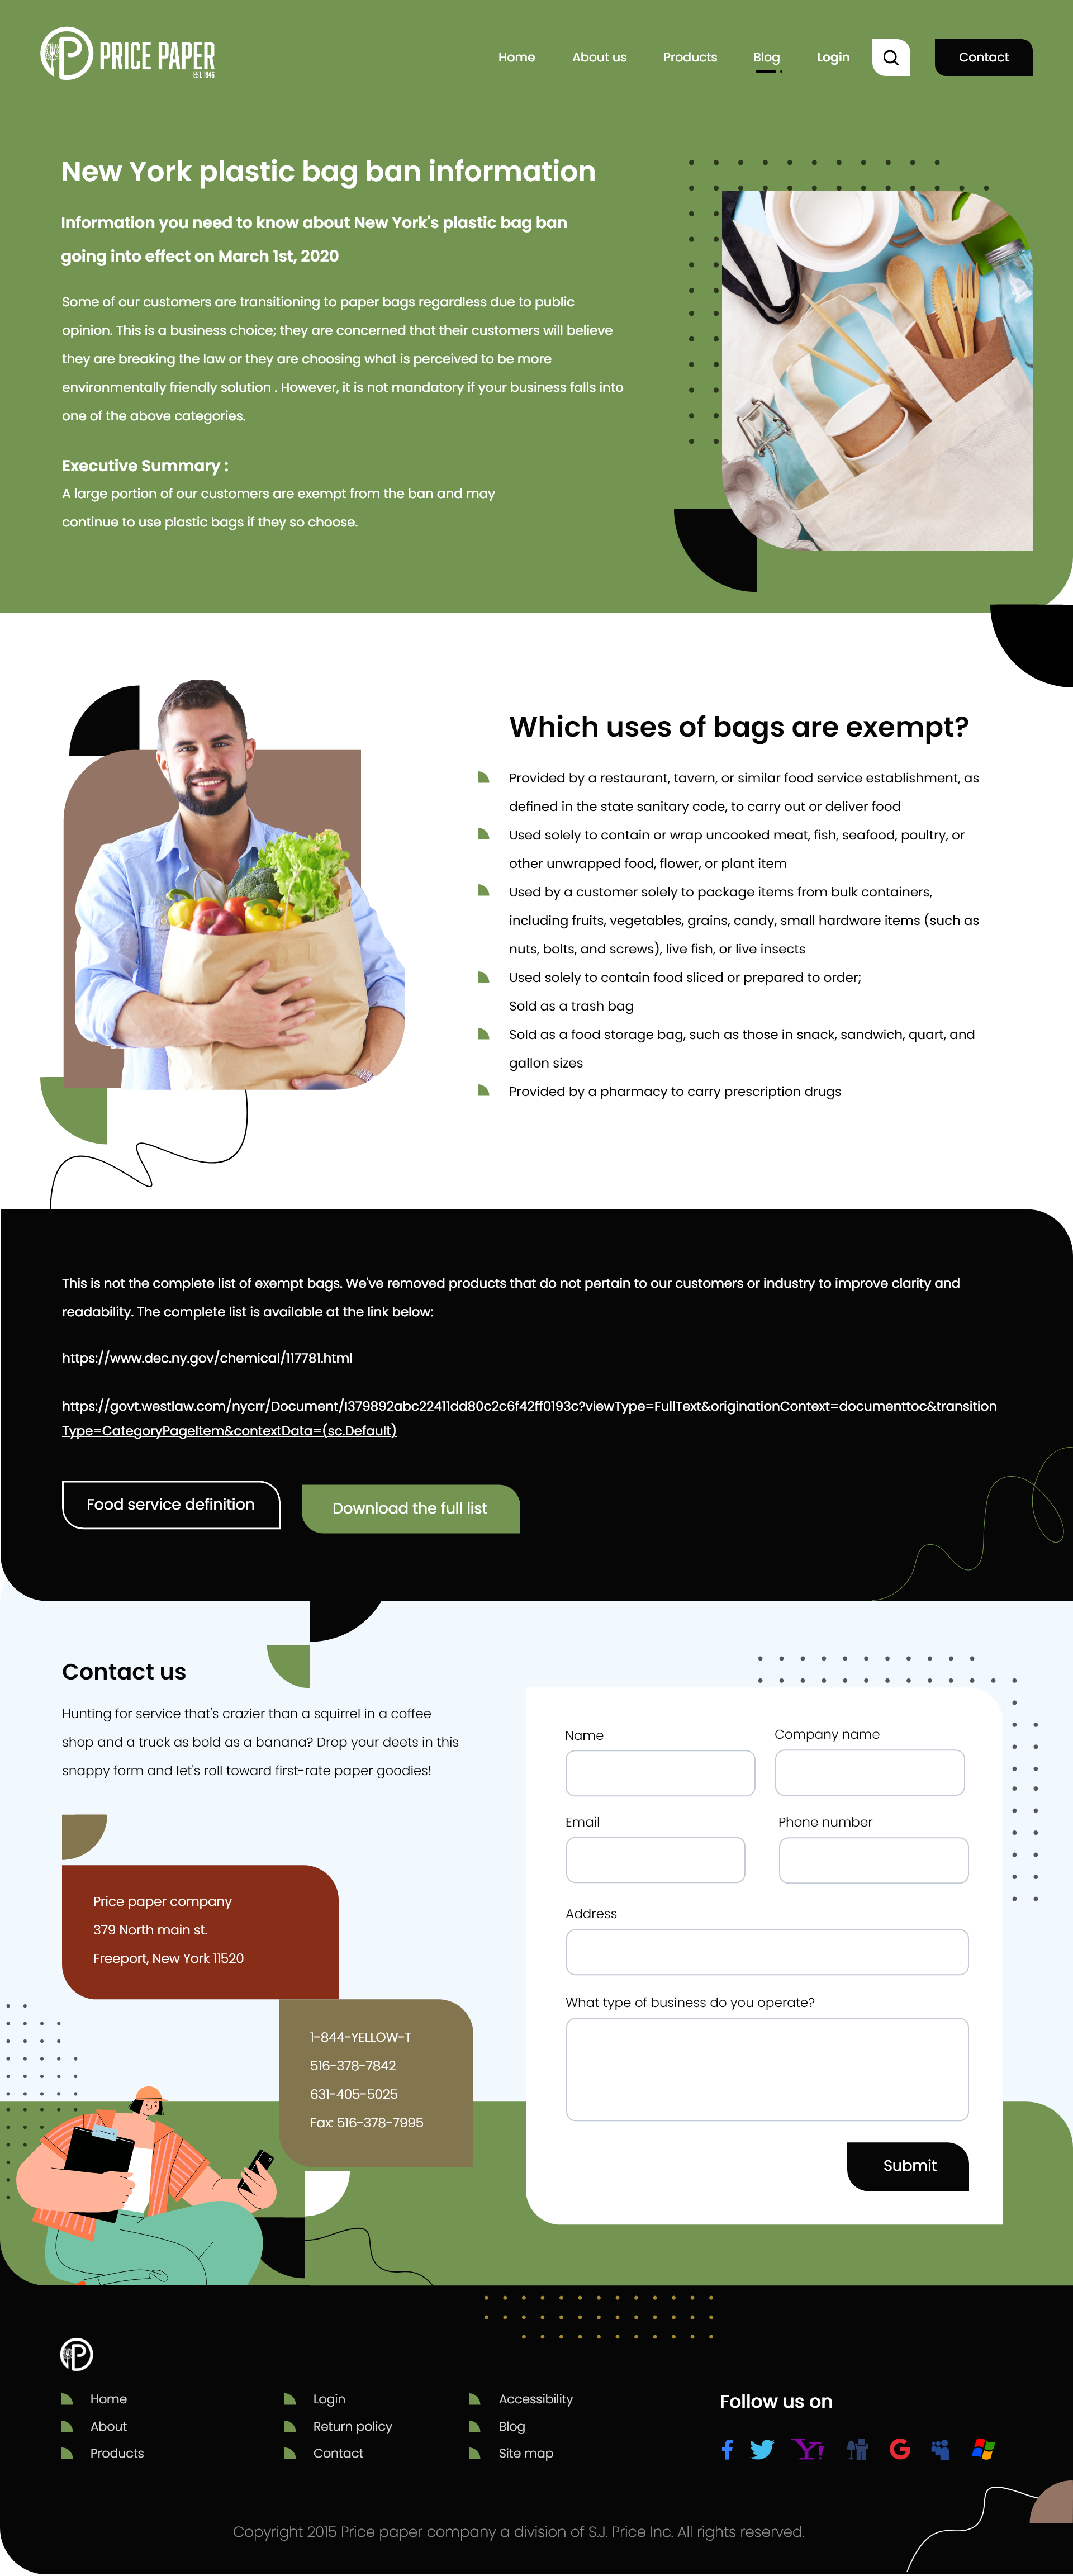 PRICE PAPER
EST. 1946
Home
About us
Products
Blog
Login
Contact
New York plastic bag ban information
Information you need to know about New York's plastic bag ban
going into effect on March 1st, 2020
Some of our customers are transitioning to paper bags regardless due to public
opinion. This is a business choice; they are concerned that their customers will believe
they are breaking the law or they are choosing what is perceived to be more
environmentally friendly solution . However, it is not mandatory if your business falls into
one of the above categories.
Executive Summary :
A large portion of our customers are exempt from the ban and may
continue to use plastic bags if they so choose.
Which uses of bags are exempt?
Provided by a restaurant, tavern, or similar food service establishment, as
defined in the state sanitary code, to carry out or deliver food
Used solely to contain or wrap uncooked meat, fish, seafood, poultry, or
other unwrapped food, flower, or plant item
Used by a customer solely to package items from bulk containers,
including fruits, vegetables, grains, candy, small hardware items (such as
nuts, bolts, and screws), live fish, or live insects
Used solely to contain food sliced or prepared to order;
Sold as a trash bag
Sold as a food storage bag, such as those in snack, sandwich, quart, and
gallon sizes
Provided by a pharmacy to carry prescription drugs
This is not the complete list of exempt bags. We've removed products that do not pertain to our customers or industry to improve clarity and
readability. The complete list is available at the link below:
https://www.dec.ny.gov/chemical/117781.html
https://govt.westlaw.com/nycrr/Document/I379892abc22411dd80c2c6f42ff0193c?viewType=FullText&originationContext=documenttoc&transition
Type=CategoryPageItem&contextData=(sc.Default)
Food service definition
Download the full list
Contact us
Hunting for service that's crazier than a squirrel in a coffee
shop and a truck as bold as a banana? Drop your deets in this
snappy form and let's roll toward first-rate paper goodies!
Price paper company
379 North main st.
Freeport, New York 11520
1-844-YELLOW-T
516-378-7842
631-405-5025
Fax: 516-378-7995
Name
Company name
Email
Phone number
Address
What type of business do you operate?
Submit
Home
About
Products
Login
Return policy
Contact
Accessibility
Blog
Site map
Follow us on
Copyright 2015 Price paper company a division of S.J. Price Inc. All rights reserved.